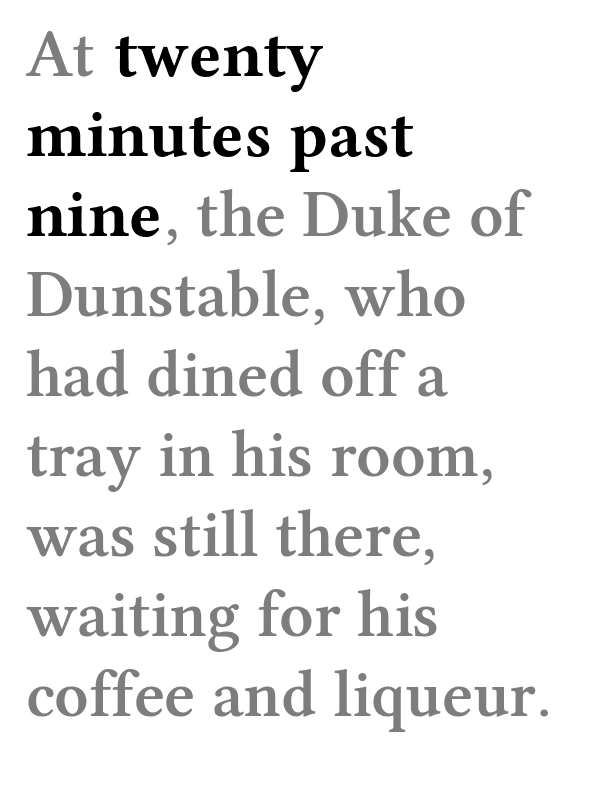 At twenty
minutes past
nine, the Duke of
Dunstable, who
had dined off a
tray in his room,
was still there,
waiting for his
coffee and liqueur.